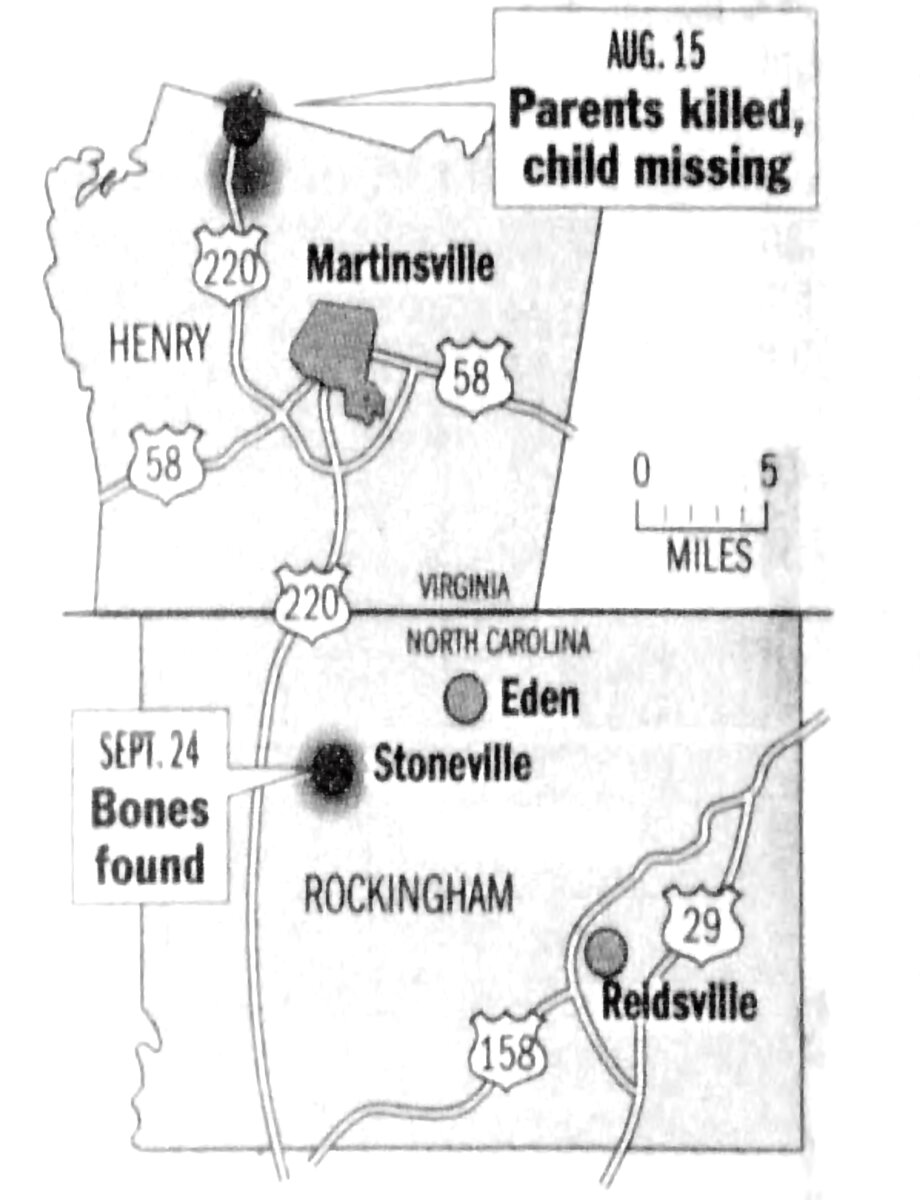 AUG. 15
Parents killed,
child missing
220
Martinsville
HENRY
58
58
0 5
MILES
220
VIRGINIA
NORTH CAROLINA
Eden
SEPT. 24
Bones
found
Stoneville
ROCKINGHAM
29
Reidsville
158